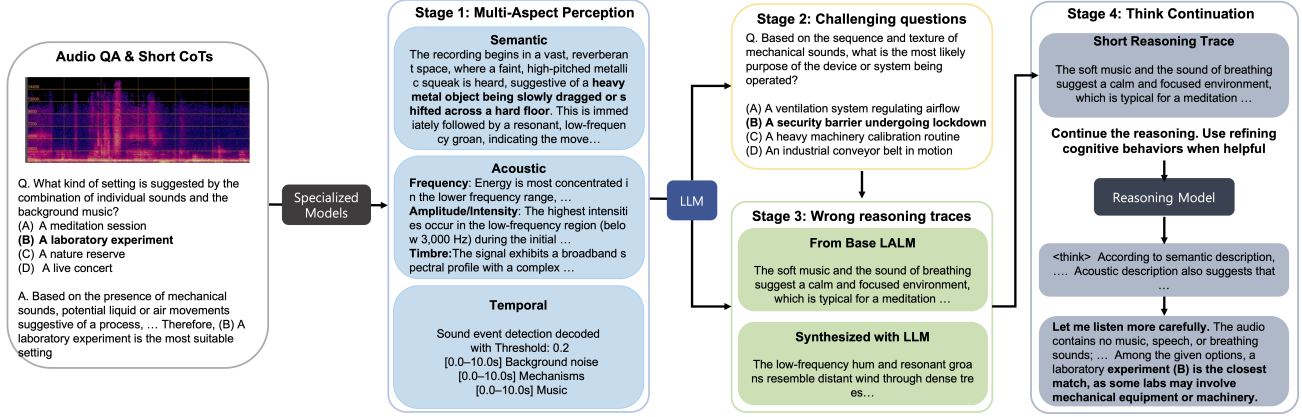 Audio QA & Short CoTs
Q. What kind of setting is suggested by the
combination of individual sounds and the
background music?
(A) A meditation session
(B) A laboratory experiment
(C) A nature reserve
(D) A live concert
A. Based on the presence of mechanical
sounds, potential liquid or air movements
suggestive of a process, … Therefore, (B) A
laboratory experiment is the most suitable
setting
Specialized
Models
Stage 1: Multi-Aspect Perception
Semantic
The recording begins in a vast, reverberan
t space, where a faint, high-pitched metalli
c squeak is heard, suggestive of a heavy
metal object being slowly dragged or s
hifted across a hard floor. This is immed
iately followed by a resonant, low-frequen
cy groan, indicating the move…
Acoustic
Frequency: Energy is most concentrated i
n the lower frequency range, …
Amplitude/Intensity: The highest intensiti
es occur in the low-frequency region (belo
w 3,000 Hz) during the initial …
Timbre:The signal exhibits a broadband s
pectral profile with a complex …
Temporal
Sound event detection decoded
with Threshold: 0.2
[0.0–10.0s] Background noise
[0.0–10.0s] Mechanisms
[0.0–10.0s] Music
LLM
Stage 2: Challenging questions
Q. Based on the sequence and texture of
mechanical sounds, what is the most likely
purpose of the device or system being
operated?
(A) A ventilation system regulating airflow
(B) A security barrier undergoing lockdown
(C) A heavy machinery calibration routine
(D) An industrial conveyor belt in motion
Stage 3: Wrong reasoning traces
From Base LALM
The soft music and the sound of breathing
suggest a calm and focused environment,
which is typical for a meditation …
Synthesized with LLM
The low-frequency hum and resonant groa
ns resemble distant wind through dense tre
es…
Stage 4: Think Continuation
Short Reasoning Trace
The soft music and the sound of breathing
suggest a calm and focused environment,
which is typical for a meditation …
Continue the reasoning. Use refining
cognitive behaviors when helpful
Reasoning Model
<think> According to semantic description,
…. Acoustic description also suggests that
…
Let me listen more carefully. The audio
contains no music, speech, or breathing
sounds; … Among the given options, a
laboratory experiment (B) is the closest
match, as some labs may involve
mechanical equipment or machinery.